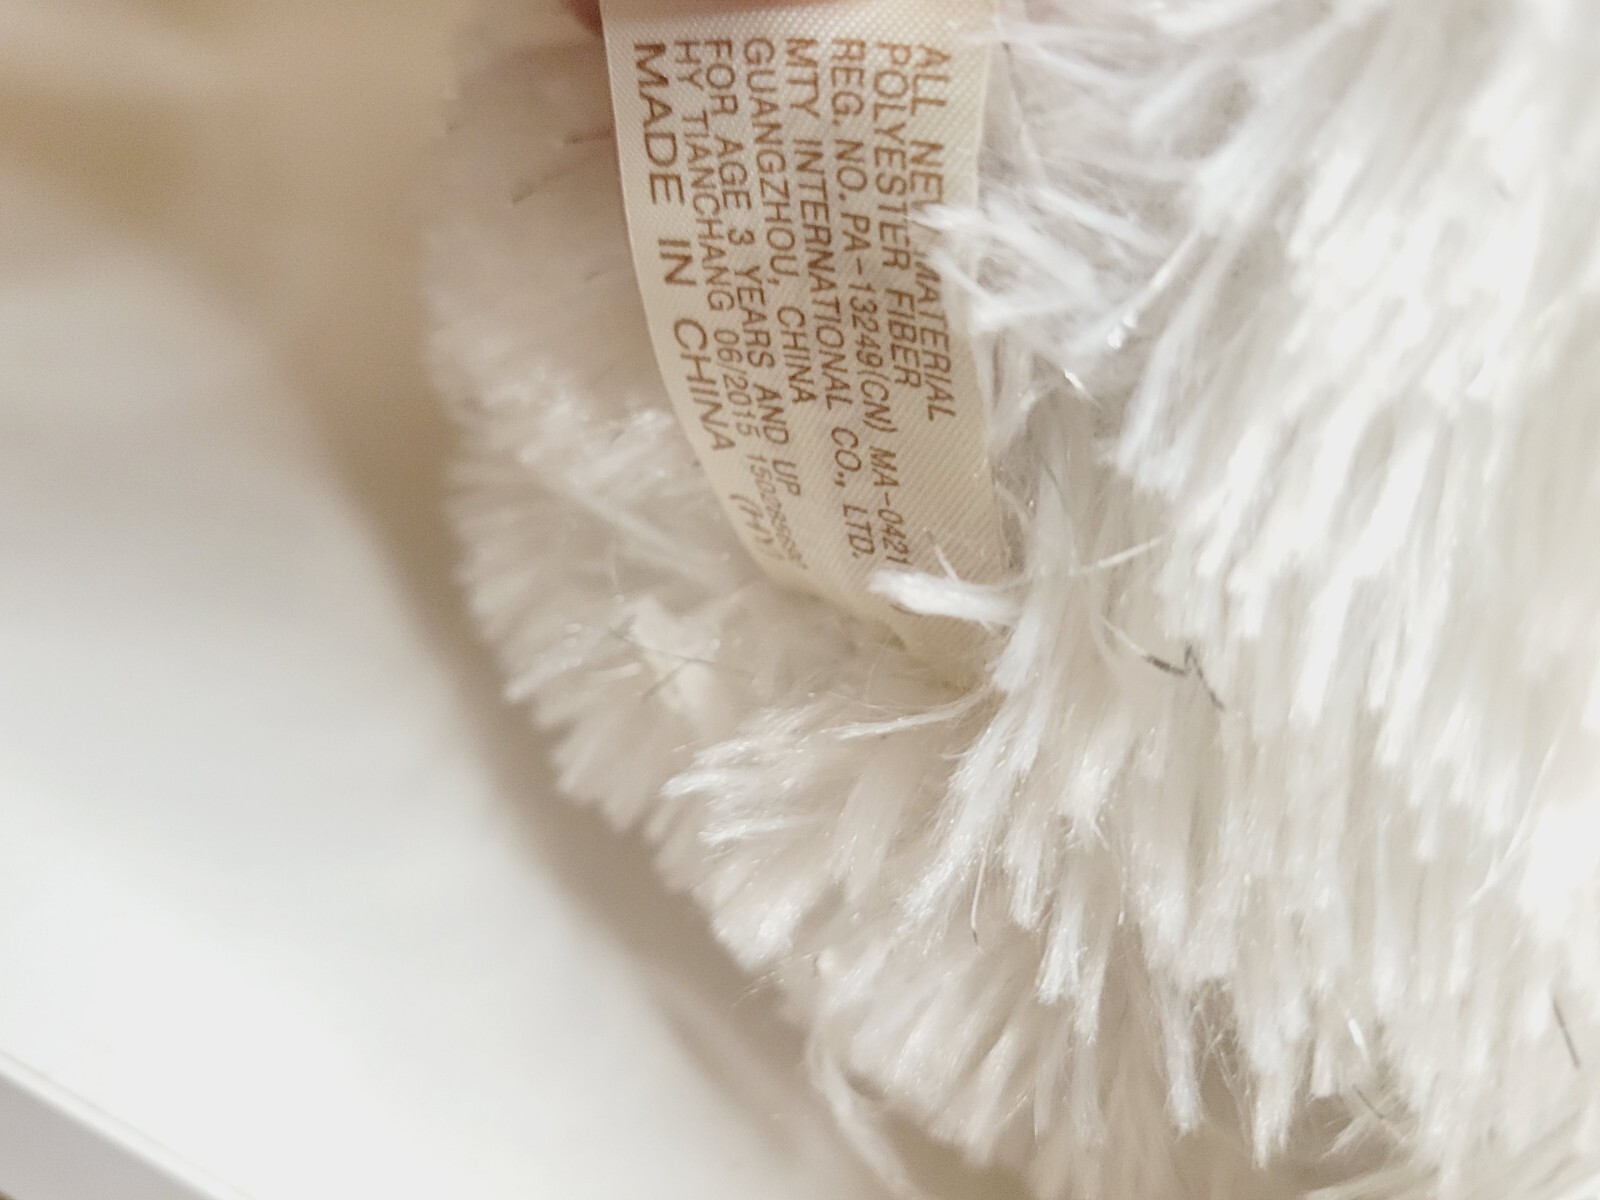 ALL NEW MATERIAL
POLYESTER FIBER
REG. NO. PA-13249(CN) MA-0421
MTY INTERNATIONAL CO., LTD.
GUANGZHOU, CHINA
FOR AGE 3 YEARS AND UP
HY TIANCHANG 06/2015
MADE IN CHINA (HY)